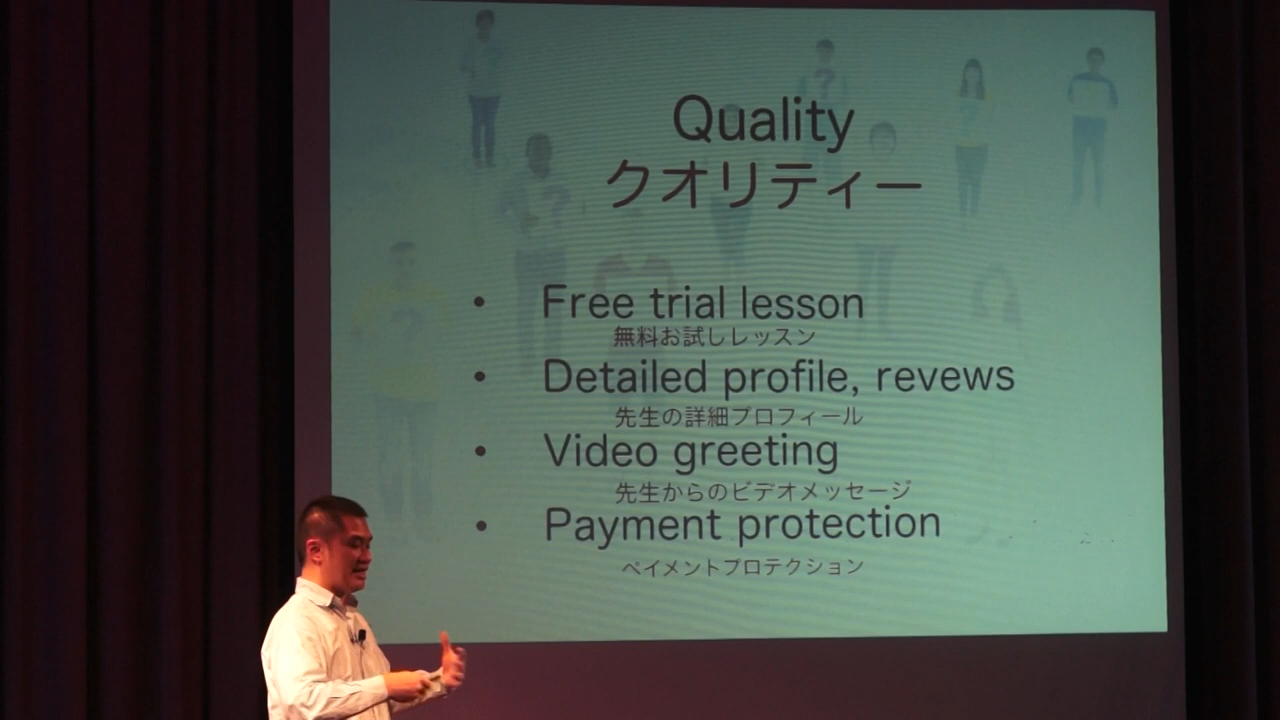 Quality
クオリティー
• Free trial lesson
無料お試しレッスン
• Detailed profile, revews
先生の詳細プロフィール
• Video greeting
先生からのビデオメッセージ
• Payment protection
ペイメントプロテクション